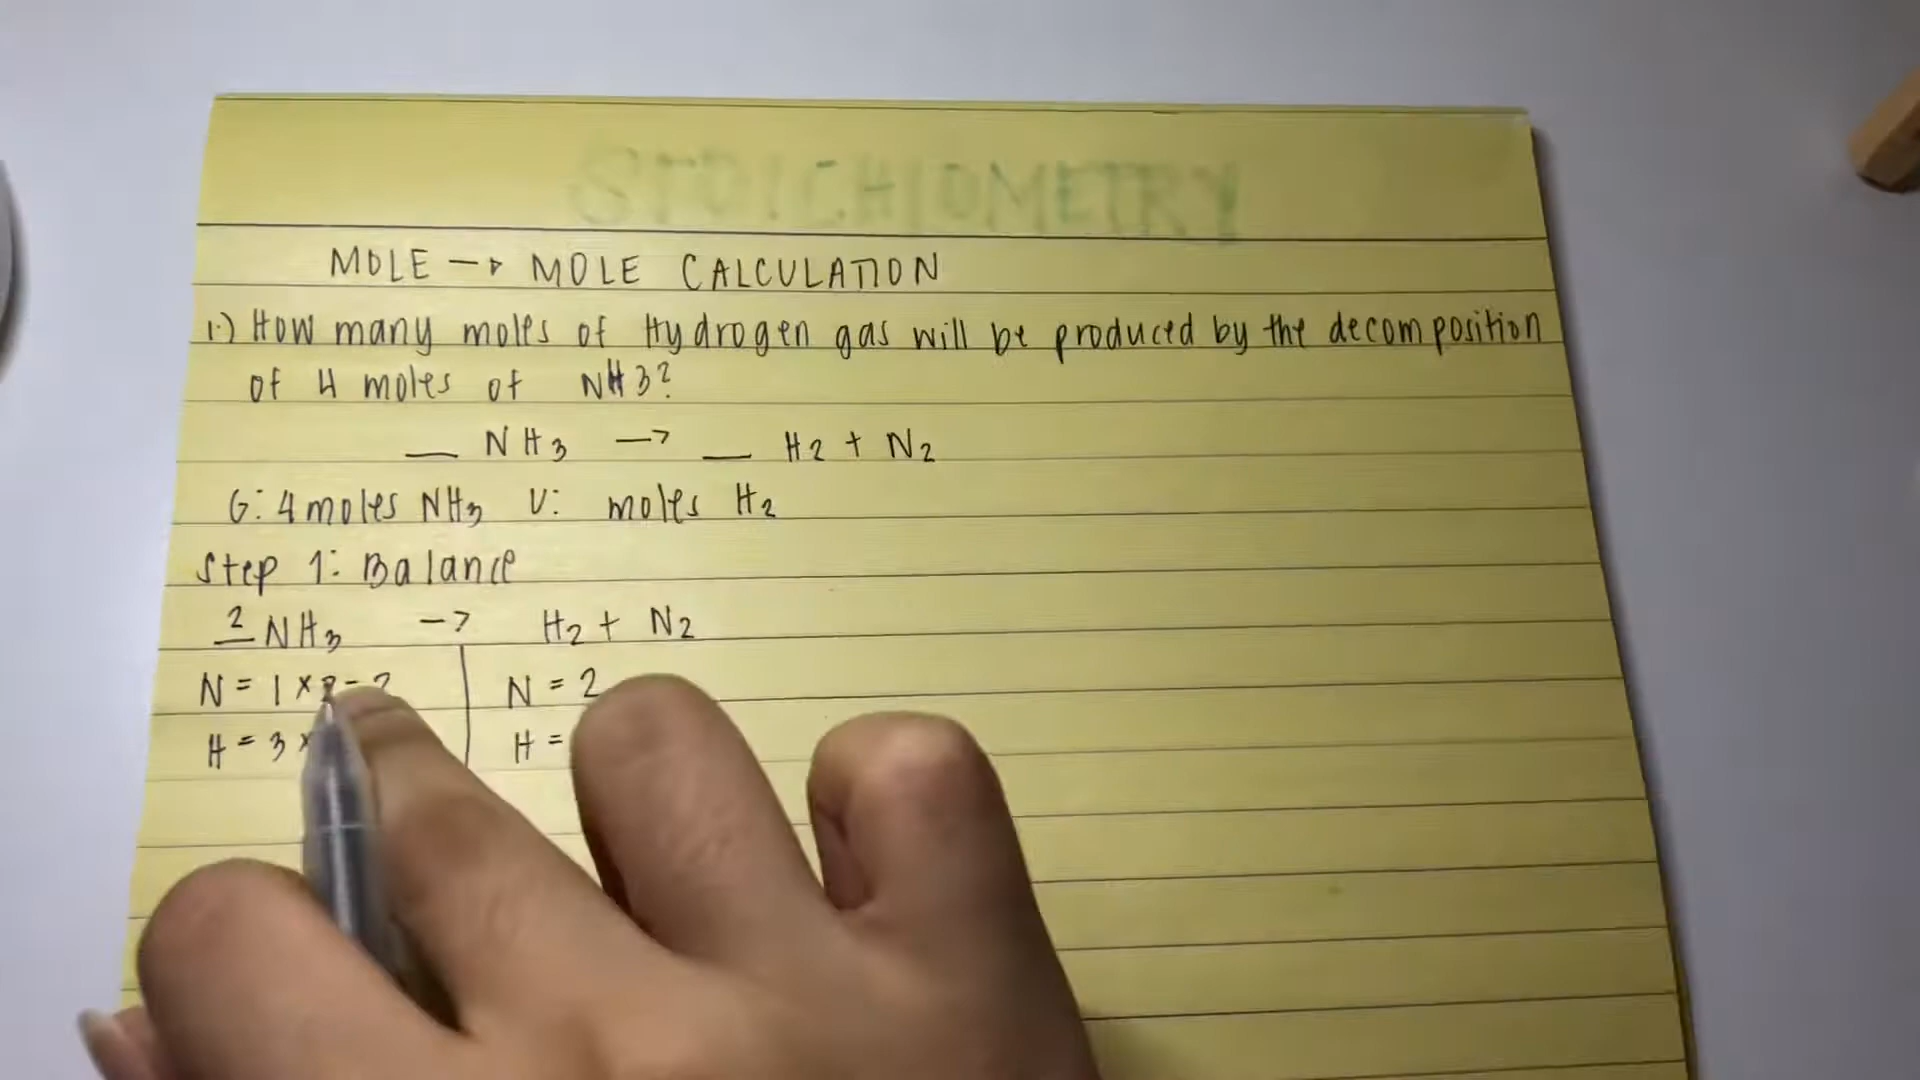 STOICHIOMETRY
MOLE → MOLE CALCULATION
1.) How many moles of Hydrogen gas will be produced by the decomposition
of 4 moles of NH3?
__ NH3 → __ H2 + N2
G: 4 moles NH3 U: moles H2
Step 1: Balance
2 NH3 → H2 + N2
N = 1 × 2 = 2 N = 2
H = 3 × H =